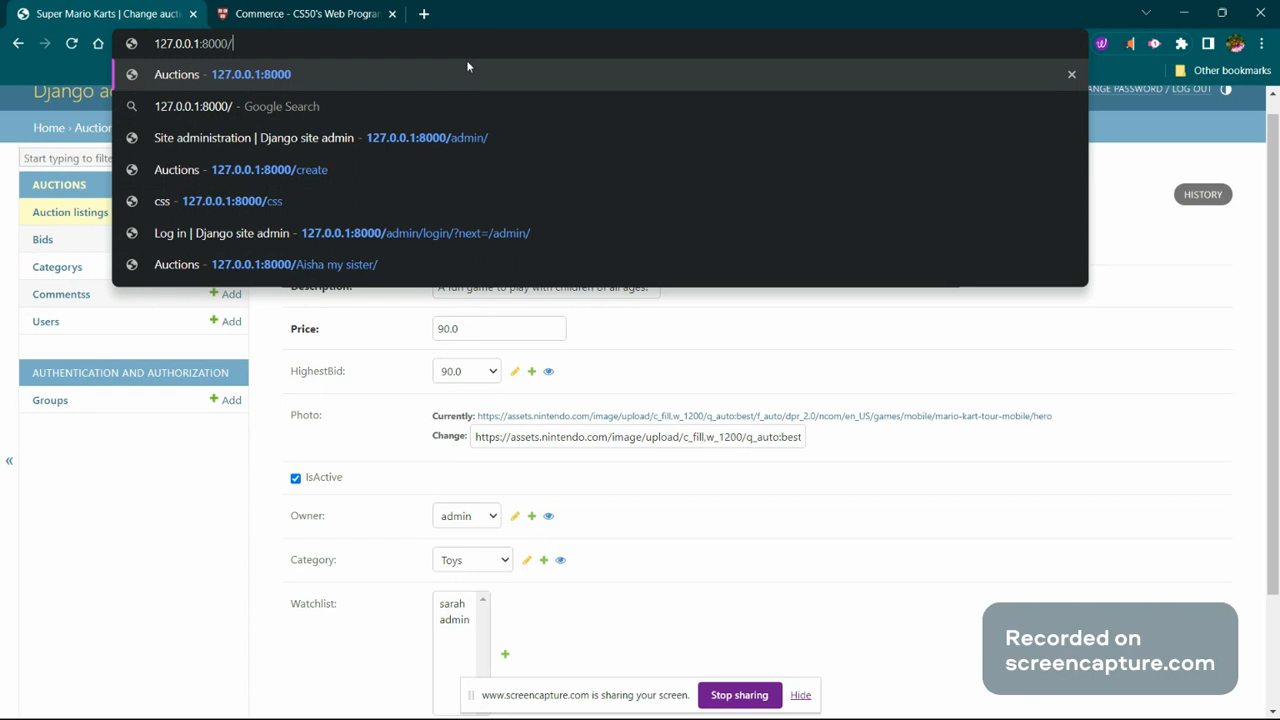 Super Mario Karts | Change aucti
Commerce - CS50's Web Program
127.0.0.1:8000/
Auctions - 127.0.0.1:8000
127.0.0.1:8000/ - Google Search
Site administration | Django site admin - 127.0.0.1:8000/admin/
Auctions - 127.0.0.1:8000/create
css - 127.0.0.1:8000/css
Log in | Django site admin - 127.0.0.1:8000/admin/login/?next=/admin/
Auctions - 127.0.0.1:8000/Aisha my sister/
Other bookmarks
Django ad
ANGE PASSWORD / LOG OUT
Home › Auction
Start typing to filte
AUCTIONS
HISTORY
Auction listings
Bids
Categorys
Description:
A fun game to play with children of all ages!
Commentss
Add
Users
Add
Price:
90.0
AUTHENTICATION AND AUTHORIZATION
HighestBid:
90.0
Groups
Add
Photo:
Currently: https://assets.nintendo.com/image/upload/c_fill,w_1200/q_auto:best/f_auto/dpr_2.0/ncom/en_US/games/mobile/mario-kart-tour-mobile/hero
Change: https://assets.nintendo.com/image/upload/c_fill,w_1200/q_auto:best
«
IsActive
Owner:
admin
Category:
Toys
Watchlist:
sarah
admin
Recorded on
screencapture.com
www.screencapture.com is sharing your screen.
Stop sharing
Hide